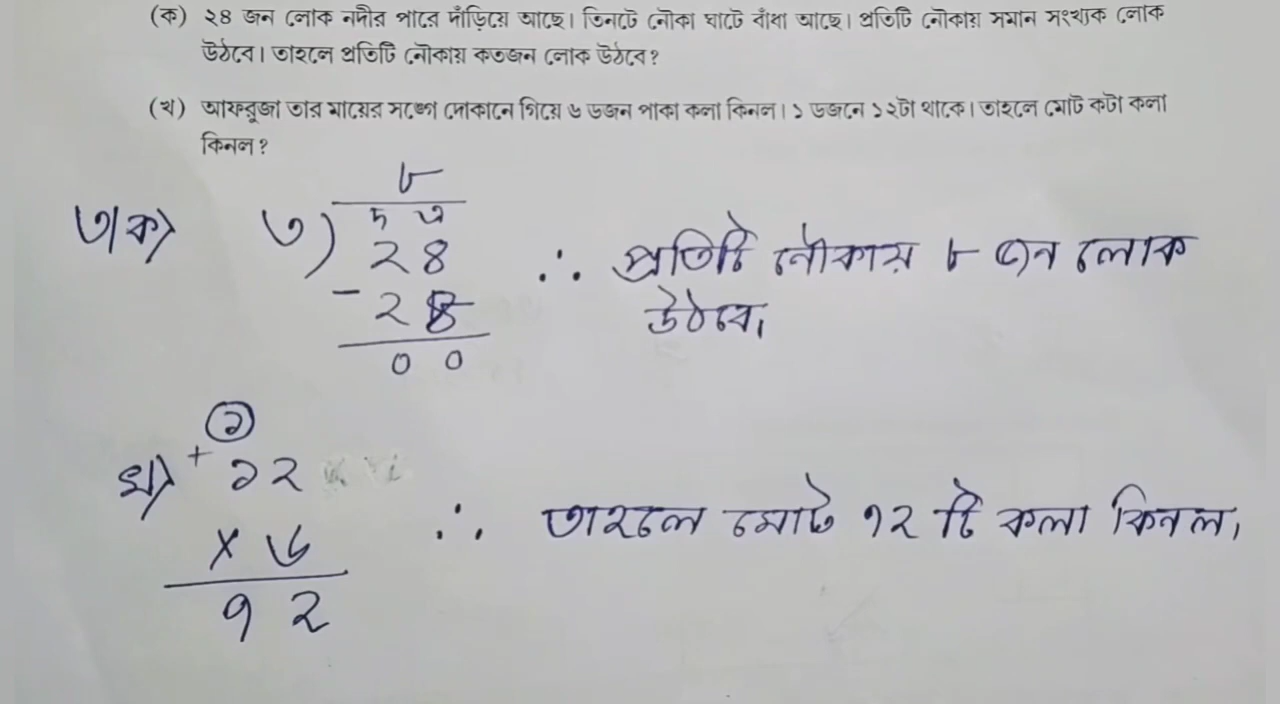 (ক) ২৪ জন লোক নদীর পারে দাঁড়িয়ে আছে। তিনটে নৌকা ঘাটে বাঁধা আছে। প্রতিটি নৌকায় সমান সংখ্যক লোক
উঠবে। তাহলে প্রতিটি নৌকায় কতজন লোক উঠবে?
(খ) আফরুজা তার মায়ের সঙ্গে দোকানে গিয়ে ৬ ডজন পাকা কলা কিনল। ১ ডজনে ১২টা থাকে। তাহলে মোট কটা কলা
কিনল?
৩।ক)
৮
৩)
দ এ
২৪
- ২৪
০ ০
∴ প্রতিটি নৌকায় ৮ জন লোক
উঠবে।
খ)
১
+ ১২
× ৬
৭২
∴ তাহলে মোট ৭২ টি কলা কিনল।